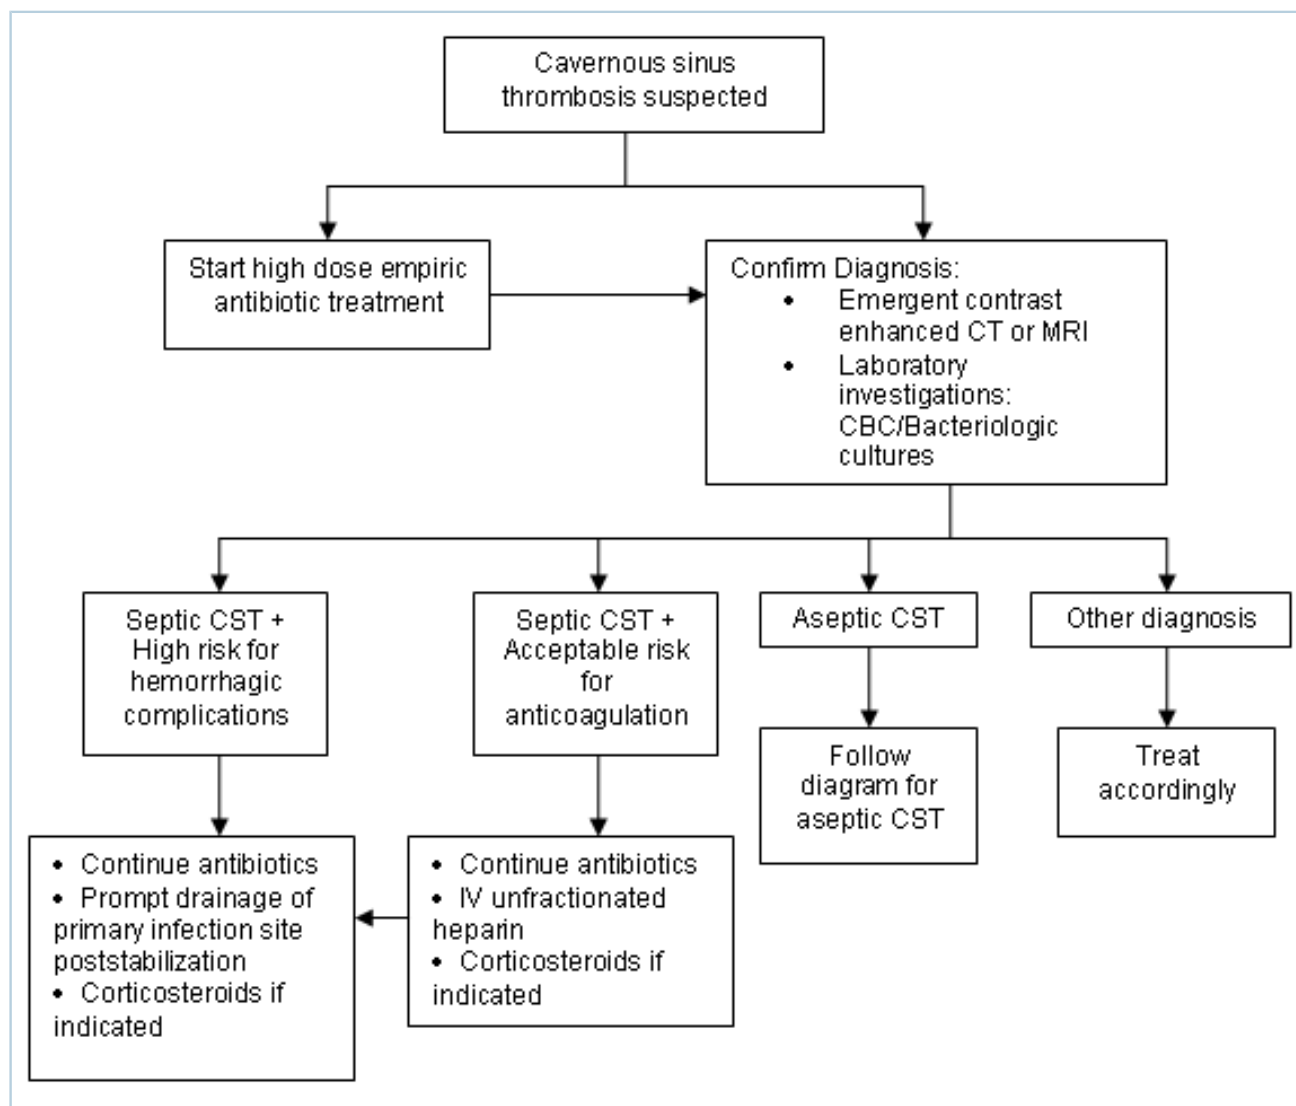 Cavernous sinus
thrombosis suspected
Start high dose empiric
antibiotic treatment
Confirm Diagnosis:
• Emergent contrast
enhanced CT or MRI
• Laboratory
investigations:
CBC/Bacteriologic
cultures
Septic CST +
High risk for
hemorrhagic
complications
Septic CST +
Acceptable risk
for
anticoagulation
Aseptic CST
Other diagnosis
Follow
diagram for
aseptic CST
Treat
accordingly
• Continue antibiotics
• Prompt drainage of
primary infection site
poststabilization
• Corticosteroids if
indicated
• Continue antibiotics
• IV unfractionated
heparin
• Corticosteroids if
indicated